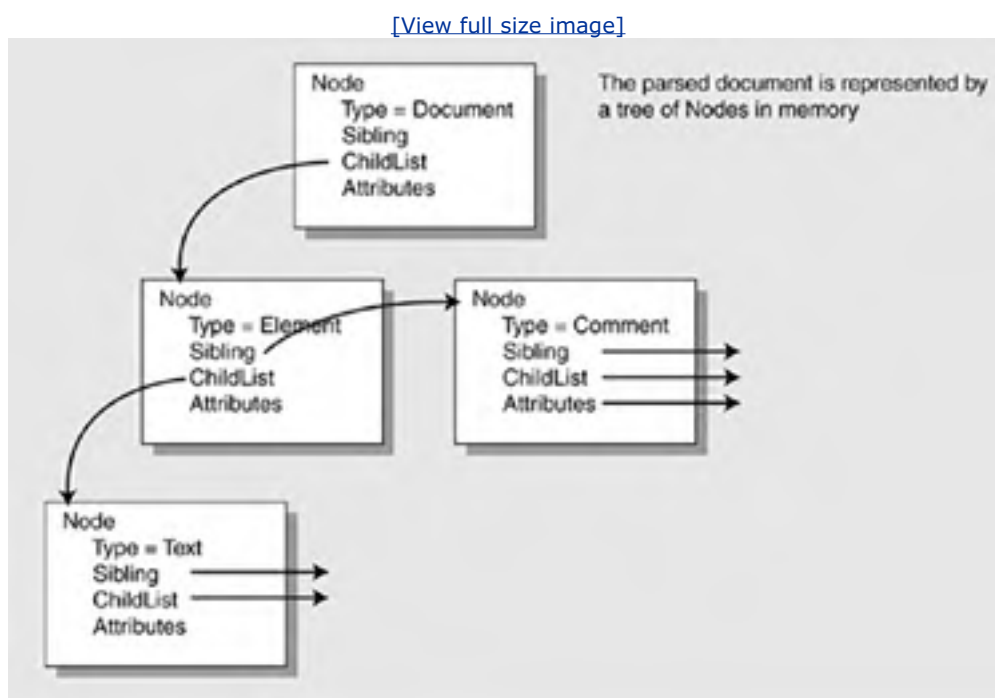 [View full size image]
Node
Type = Document
Sibling
ChildList
Attributes
The parsed document is represented by
a tree of Nodes in memory
Node
Type = Element
Sibling
ChildList
Attributes
Node
Type = Comment
Sibling
ChildList
Attributes
Node
Type = Text
Sibling
ChildList
Attributes